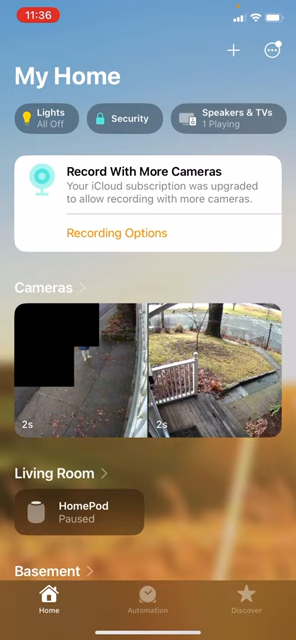 11:36
My Home
Lights
All Off
Security
Speakers & TVs
1 Playing
Record With More Cameras
Your iCloud subscription was upgraded
to allow recording with more cameras.
Recording Options
Cameras
2s
2s
Living Room
HomePod
Paused
Basement
Home
Automation
Discover